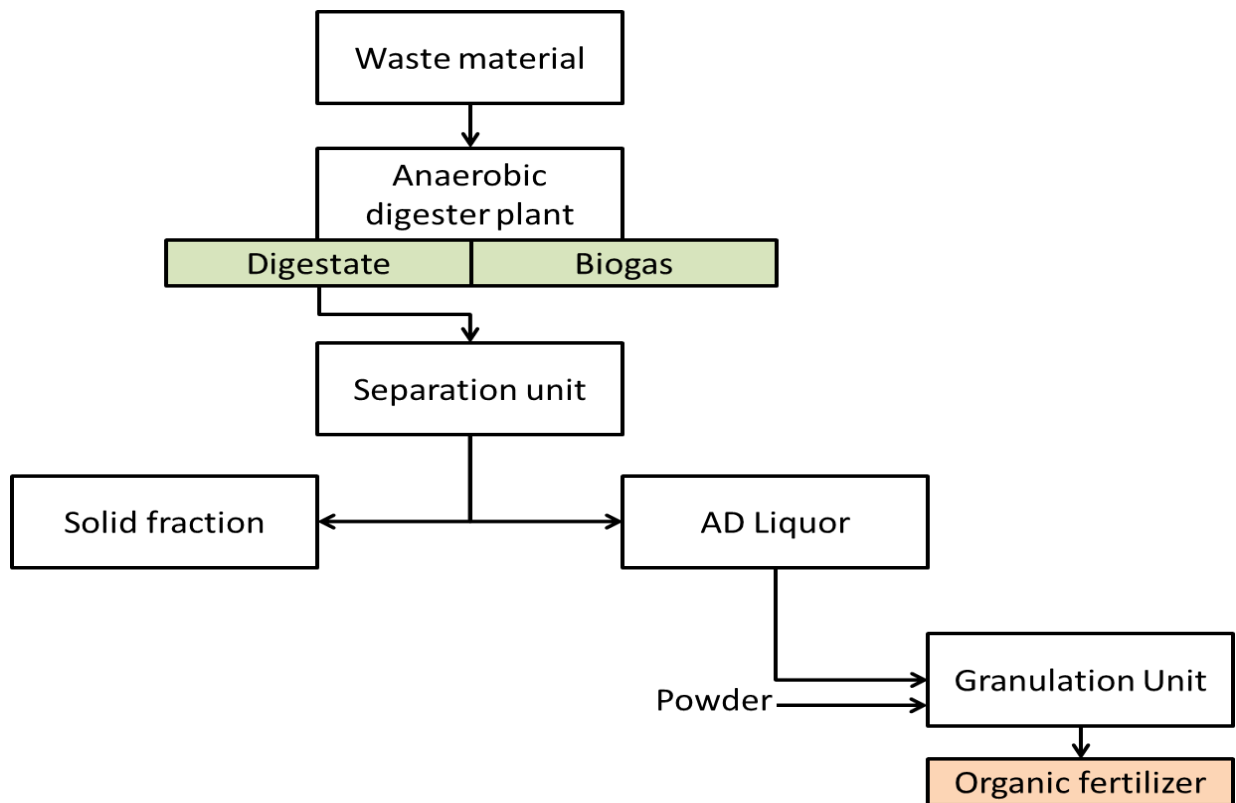 Waste material
Anaerobic
digester plant
Digestate
Biogas
Separation unit
Solid fraction
AD Liquor
Granulation Unit
Powder
Organic fertilizer